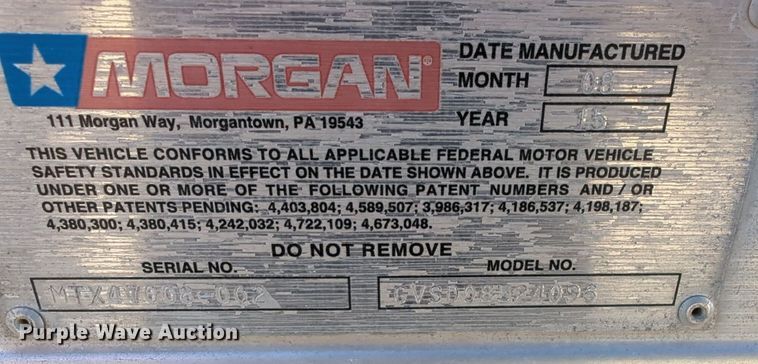 MORGAN®
111 Morgan Way, Morgantown, PA 19543
DATE MANUFACTURED
MONTH 08
YEAR 15
THIS VEHICLE CONFORMS TO ALL APPLICABLE FEDERAL MOTOR VEHICLE
SAFETY STANDARDS IN EFFECT ON THE DATE SHOWN ABOVE. IT IS PRODUCED
UNDER ONE OR MORE OF THE FOLLOWING PATENT NUMBERS AND / OR
OTHER PATENTS PENDING: 4,403,804; 4,589,507; 3,986,317; 4,186,537; 4,198,187;
4,380,300; 4,380,415; 4,242,032; 4,722,109; 4,673,048.
DO NOT REMOVE
SERIAL NO. MODEL NO.
Purple Wave Auction